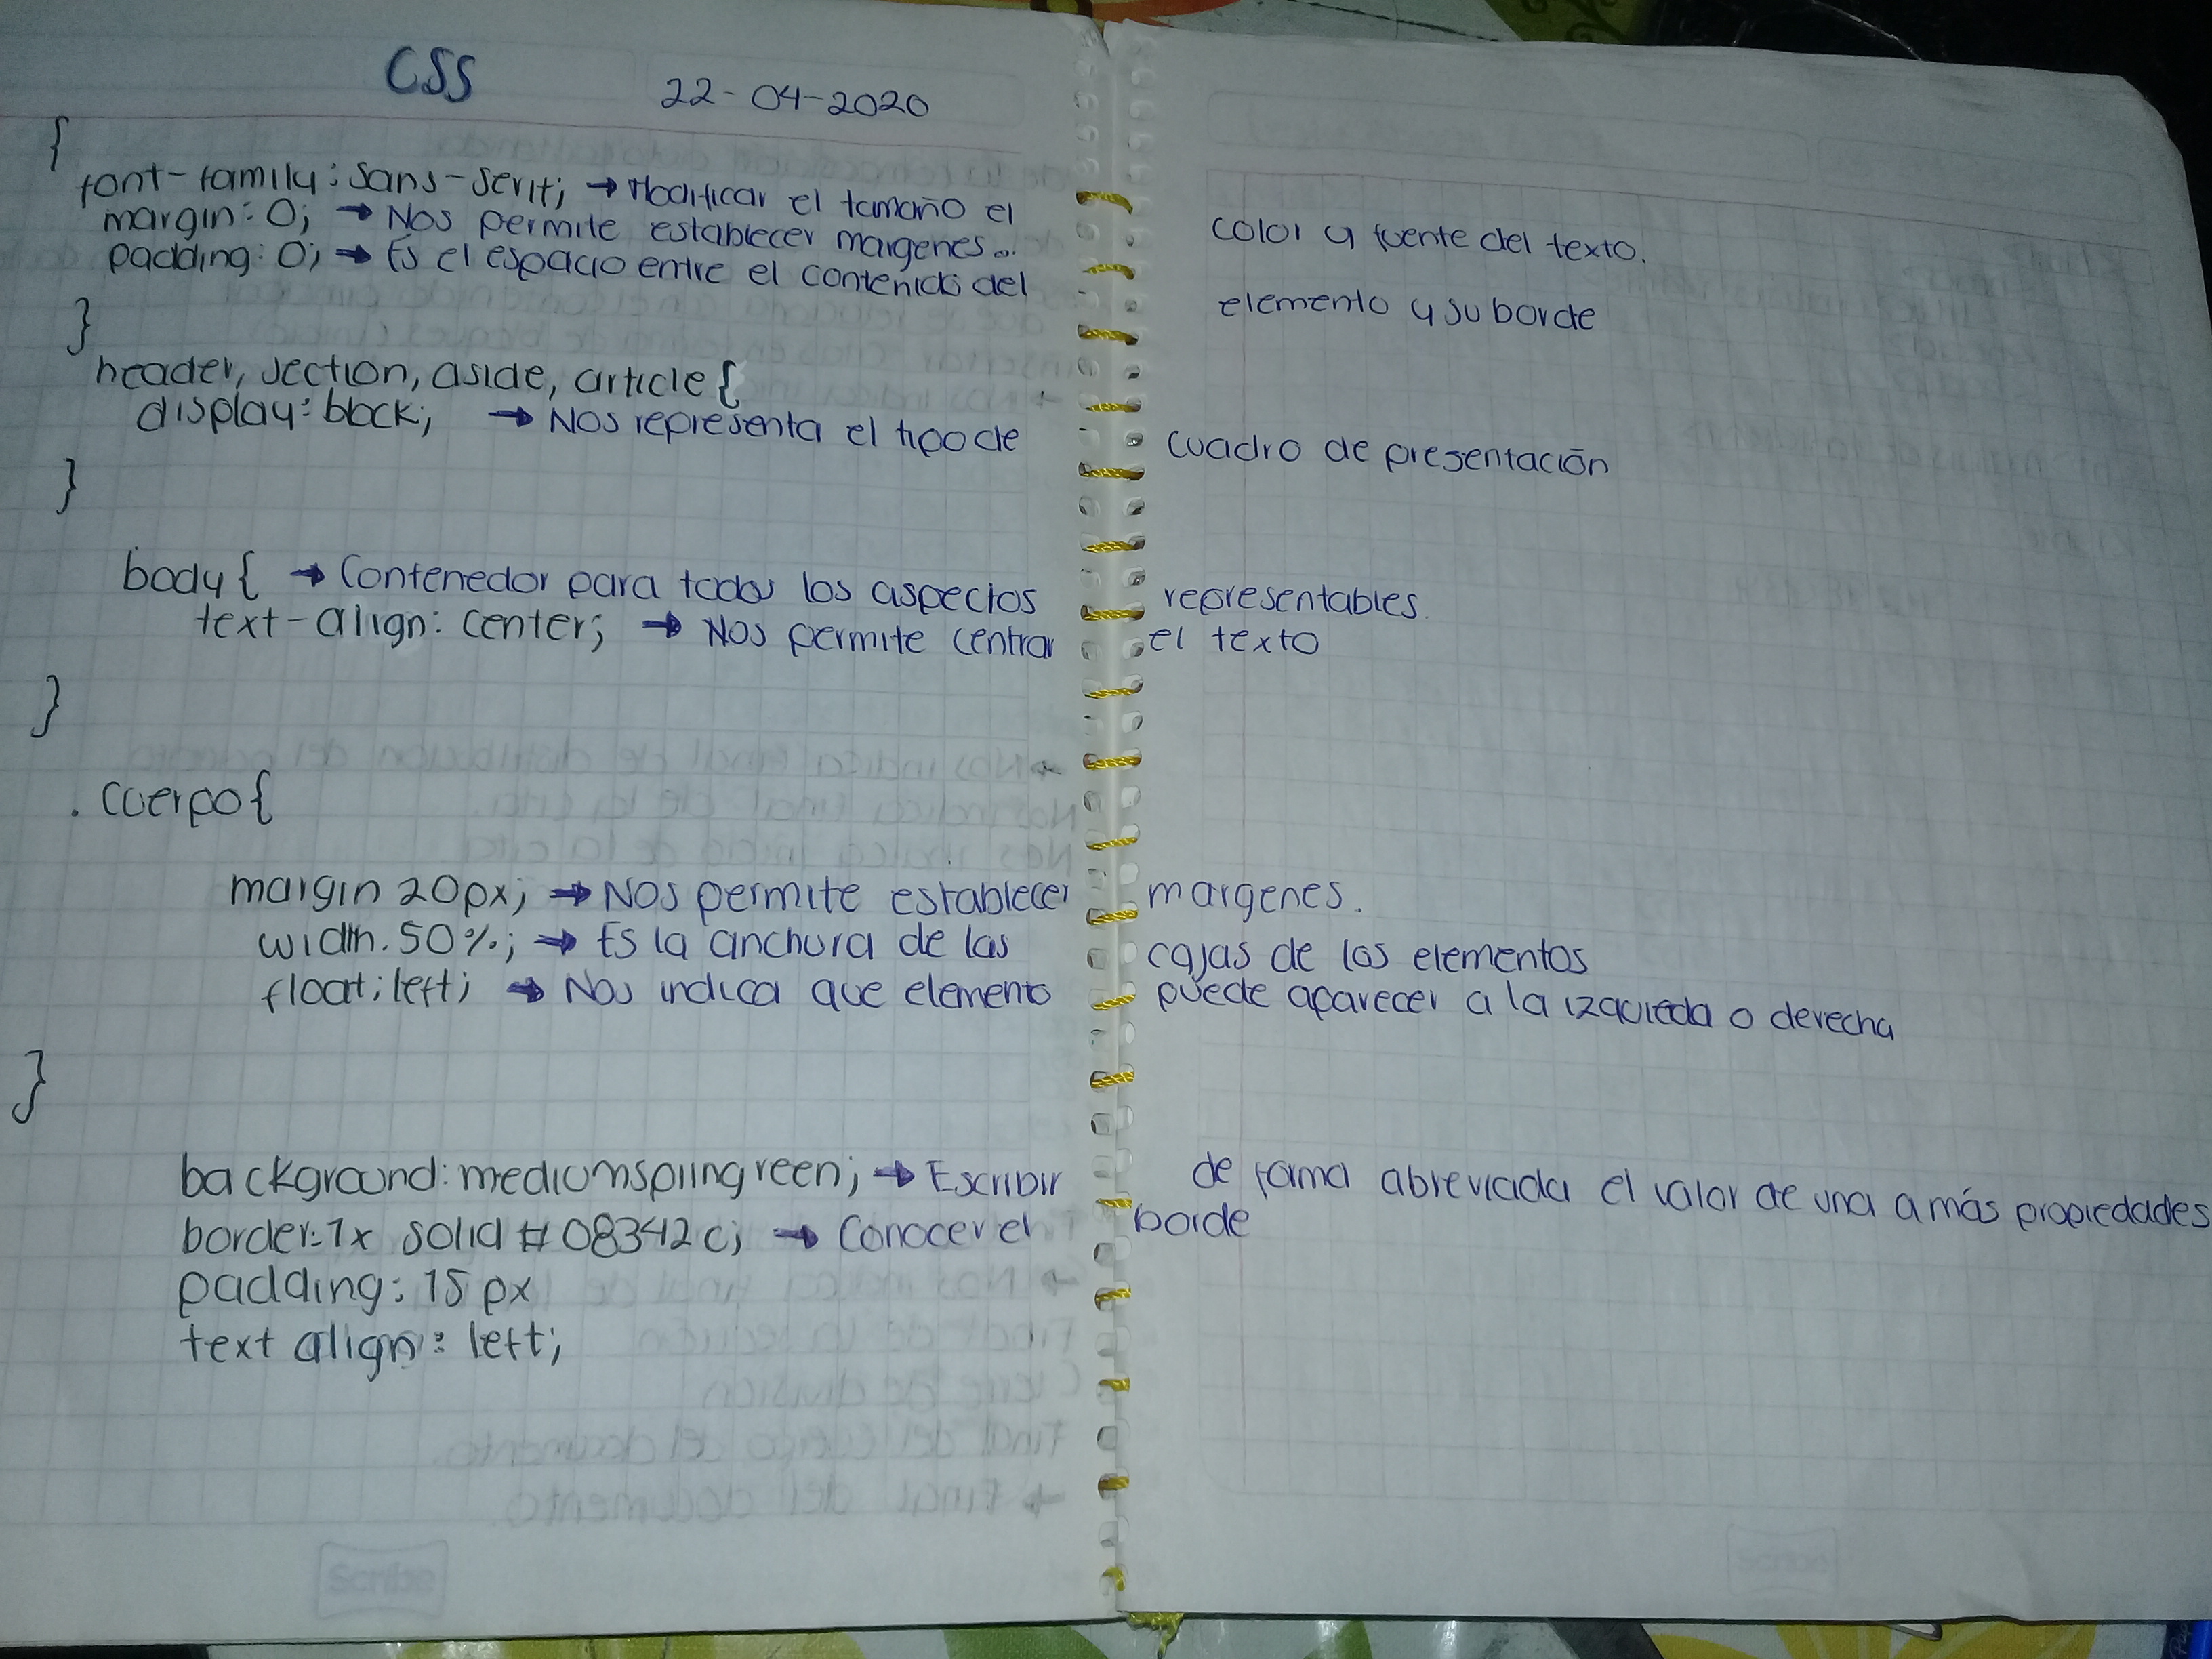 CSS
22-04-2020
{
font-family: sans-serif; → Modificar el tamaño el color y fuente del texto.
margin: 0; → Nos permite establecer margenes..
padding: 0; → Es el espacio entre el contenido del elemento y su borde
}
header, section, aside, article {
display: block; → Nos representa el tipo de cuadro de presentación
}
body { → Contenedor para todos los aspectos representables.
text-align: center; → Nos permite centrar el texto
}
. cuerpo {
margin 20px; → Nos permite establecer margenes.
width. 50%; → Es la anchura de las cajas de los elementos
float; left; → Nos indica que elemento puede aparecer a la izquieda o derecha
}
background: mediumspringreen; → Escribir de forma abreviada el valor de una a más propiedades
border: 1x solid #08342c; → Conocer el borde
padding: 15 px
text align: left;
Scribe
Scribe